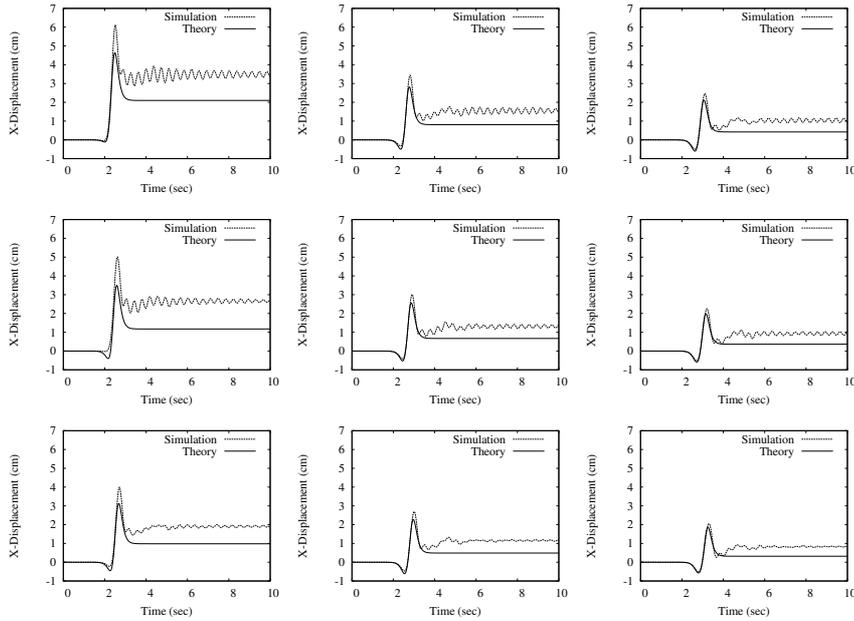 7 7 7
Simulation Simulation Simulation
6 6 6
Theory Theory Theory
5 5 5
4 4 4
3 3 3
2 2 2
1 1 1
0 0 0
-1 -1 -1
X-Displacement (cm) X-Displacement (cm) X-Displacement (cm)
0 2 4 6 8 10 0 2 4 6 8 10 0 2 4 6 8 10
Time (sec) Time (sec) Time (sec)
7 7 7
Simulation Simulation Simulation
6 6 6
Theory Theory Theory
5 5 5
4 4 4
3 3 3
2 2 2
1 1 1
0 0 0
-1 -1 -1
X-Displacement (cm) X-Displacement (cm) X-Displacement (cm)
0 2 4 6 8 10 0 2 4 6 8 10 0 2 4 6 8 10
Time (sec) Time (sec) Time (sec)
7 7 7
Simulation Simulation Simulation
6 6 6
Theory Theory Theory
5 5 5
4 4 4
3 3 3
2 2 2
1 1 1
0 0 0
-1 -1 -1
X-Displacement (cm) X-Displacement (cm) X-Displacement (cm)
0 2 4 6 8 10 0 2 4 6 8 10 0 2 4 6 8 10
Time (sec) Time (sec) Time (sec)